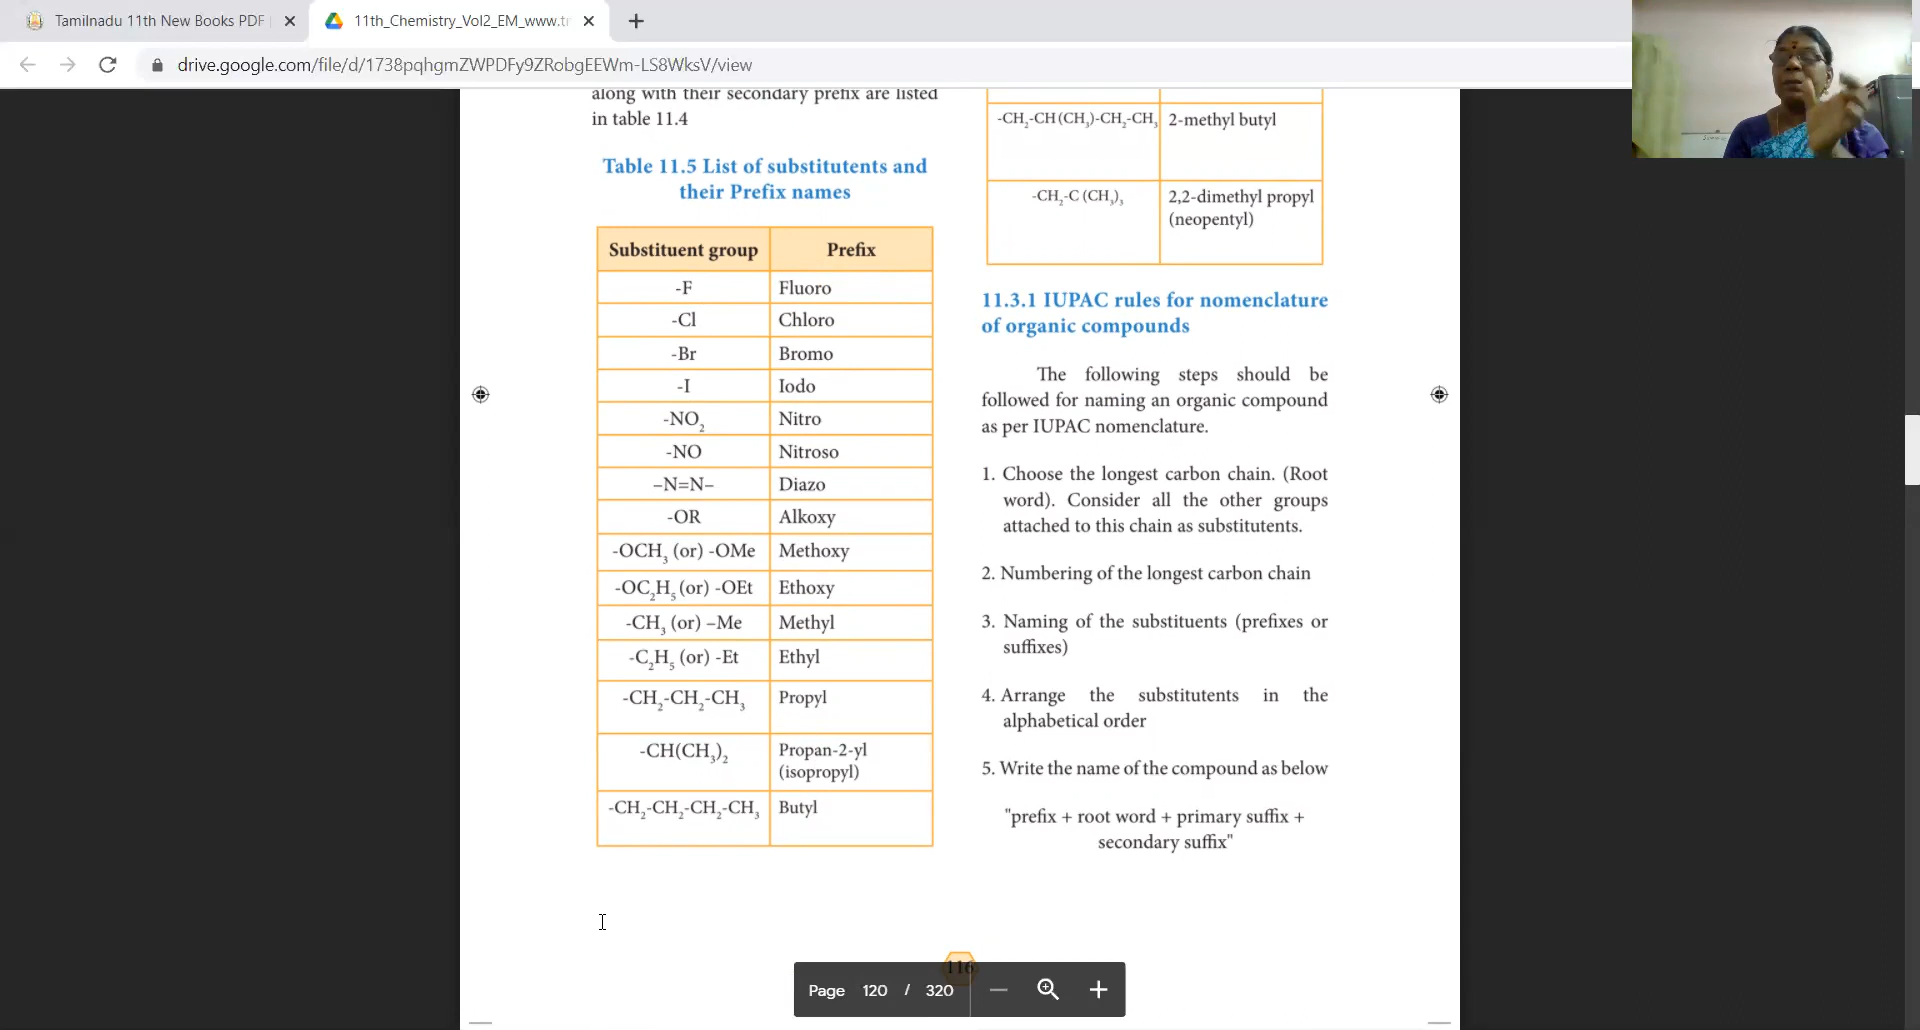 Tamilnadu 11th New Books PDF
11th_Chemistry_Vol2_EM_www.tr
drive.google.com/file/d/1738pqhgmZWPDFy9ZRobgEEWm-LS8WksV/view
along with their secondary prefix are listed
in table 11.4
Table 11.5 List of substitutents and
their Prefix names
Substituent group Prefix
-F Fluoro
-Cl Chloro
-Br Bromo
-I Iodo
-NO₂ Nitro
-NO Nitroso
–N=N– Diazo
-OR Alkoxy
-OCH₃ (or) -OMe Methoxy
-OC₂H₅ (or) -OEt Ethoxy
-CH₃ (or) –Me Methyl
-C₂H₅ (or) -Et Ethyl
-CH₂-CH₂-CH₃ Propyl
-CH(CH₃)₂ Propan-2-yl
(isopropyl)
-CH₂-CH₂-CH₂-CH₃ Butyl
-CH₂-CH(CH₃)-CH₂-CH₃ 2-methyl butyl
-CH₂-C (CH₃)₃ 2,2-dimethyl propyl
(neopentyl)
11.3.1 IUPAC rules for nomenclature
of organic compounds
The following steps should be
followed for naming an organic compound
as per IUPAC nomenclature.
1. Choose the longest carbon chain. (Root
word). Consider all the other groups
attached to this chain as substitutents.
2. Numbering of the longest carbon chain
3. Naming of the substituents (prefixes or
suffixes)
4. Arrange the substitutents in the
alphabetical order
5. Write the name of the compound as below
"prefix + root word + primary suffix +
secondary suffix"
116
Page 120 / 320